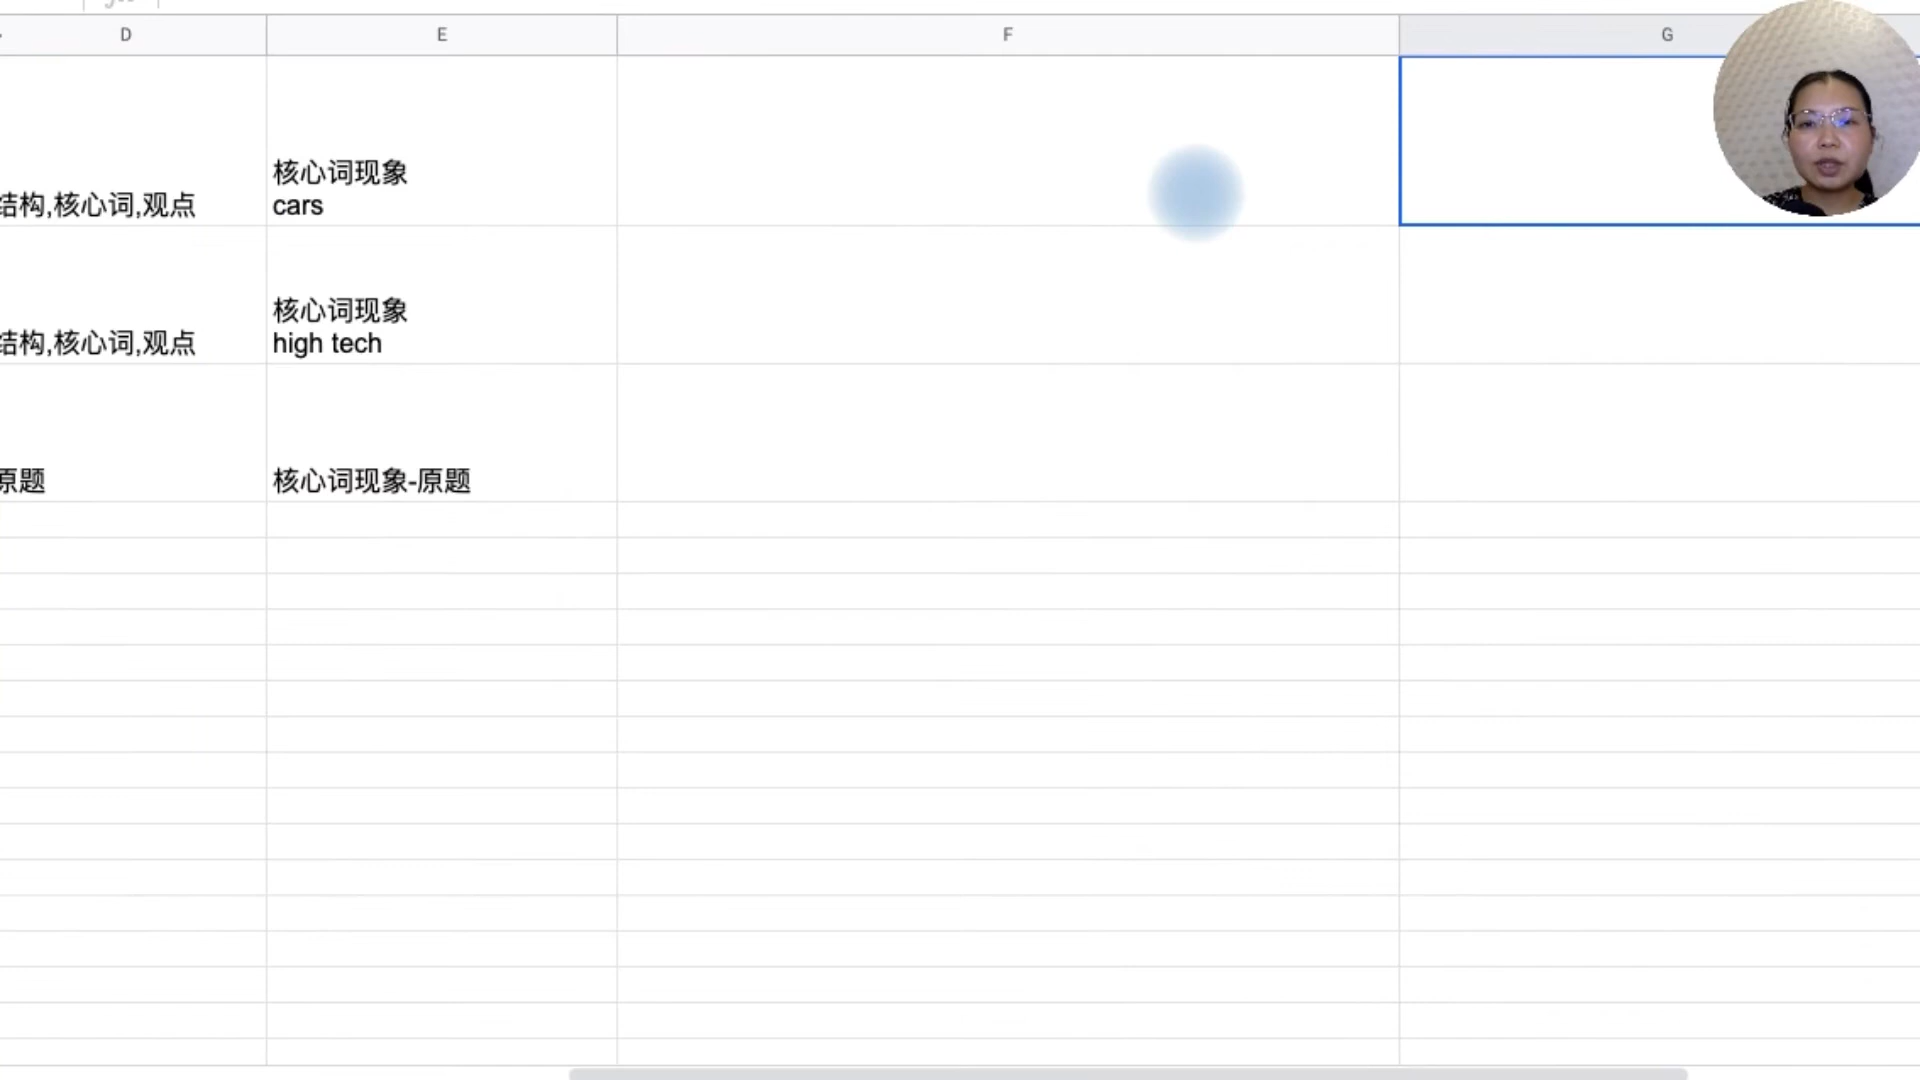 D
E
F
G
核心词现象
cars
结构,核心词,观点
核心词现象
high tech
结构,核心词,观点
原题
核心词现象-原题